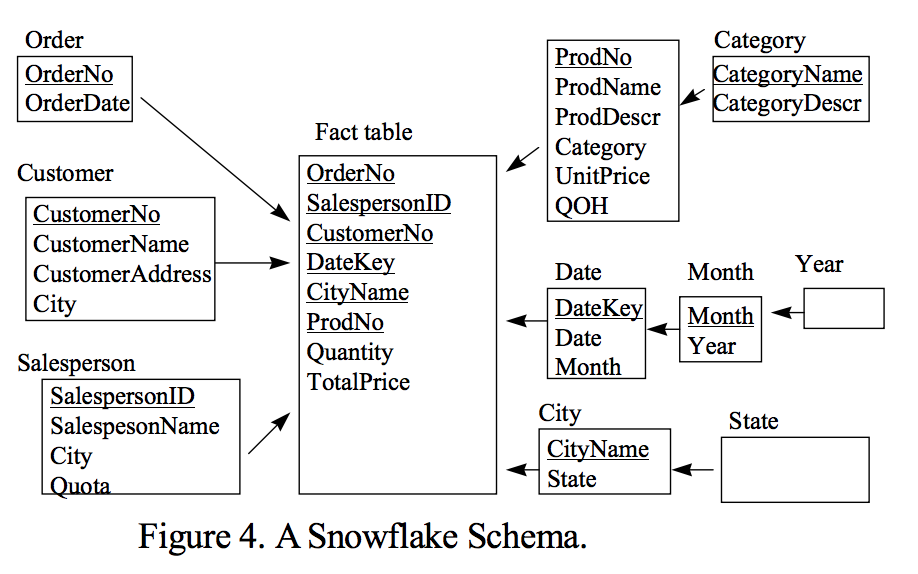 Order
OrderNo
OrderDate
Customer
CustomerNo
CustomerName
CustomerAddress
City
Salesperson
SalespersonID
SalespesonName
City
Quota
Fact table
OrderNo
SalespersonID
CustomerNo
DateKey
CityName
ProdNo
Quantity
TotalPrice
ProdNo
ProdName
ProdDescr
Category
UnitPrice
QOH
Category
CategoryName
CategoryDescr
Date
DateKey
Date
Month
Month
Month
Year
Year
City
CityName
State
State
Figure 4. A Snowflake Schema.